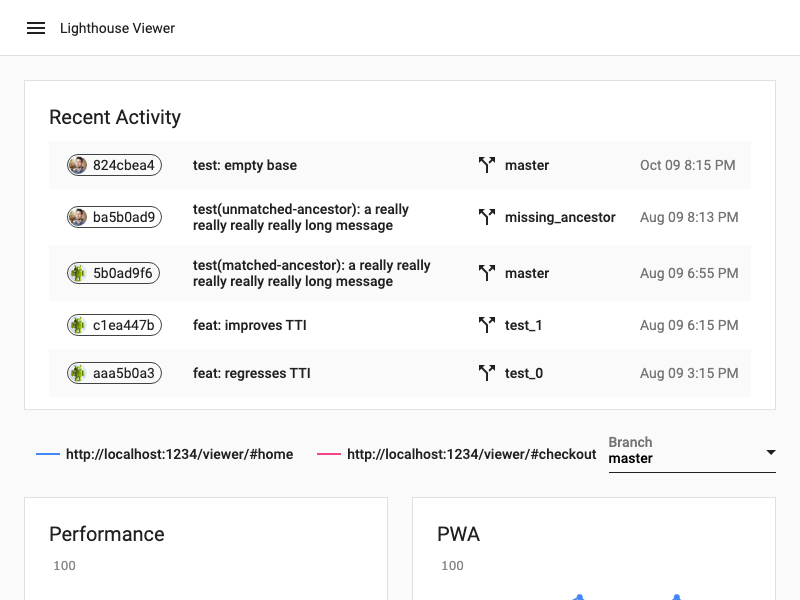 Lighthouse Viewer
Recent Activity
824cbea4 test: empty base master Oct 09 8:15 PM
ba5b0ad9 test(unmatched-ancestor): a really
really really really long message missing_ancestor Aug 09 8:13 PM
5b0ad9f6 test(matched-ancestor): a really really
really really really long message master Aug 09 6:55 PM
c1ea447b feat: improves TTI test_1 Aug 09 6:15 PM
aaa5b0a3 feat: regresses TTI test_0 Aug 09 3:15 PM
http://localhost:1234/viewer/#home http://localhost:1234/viewer/#checkout
Branch
master
Performance
100
PWA
100